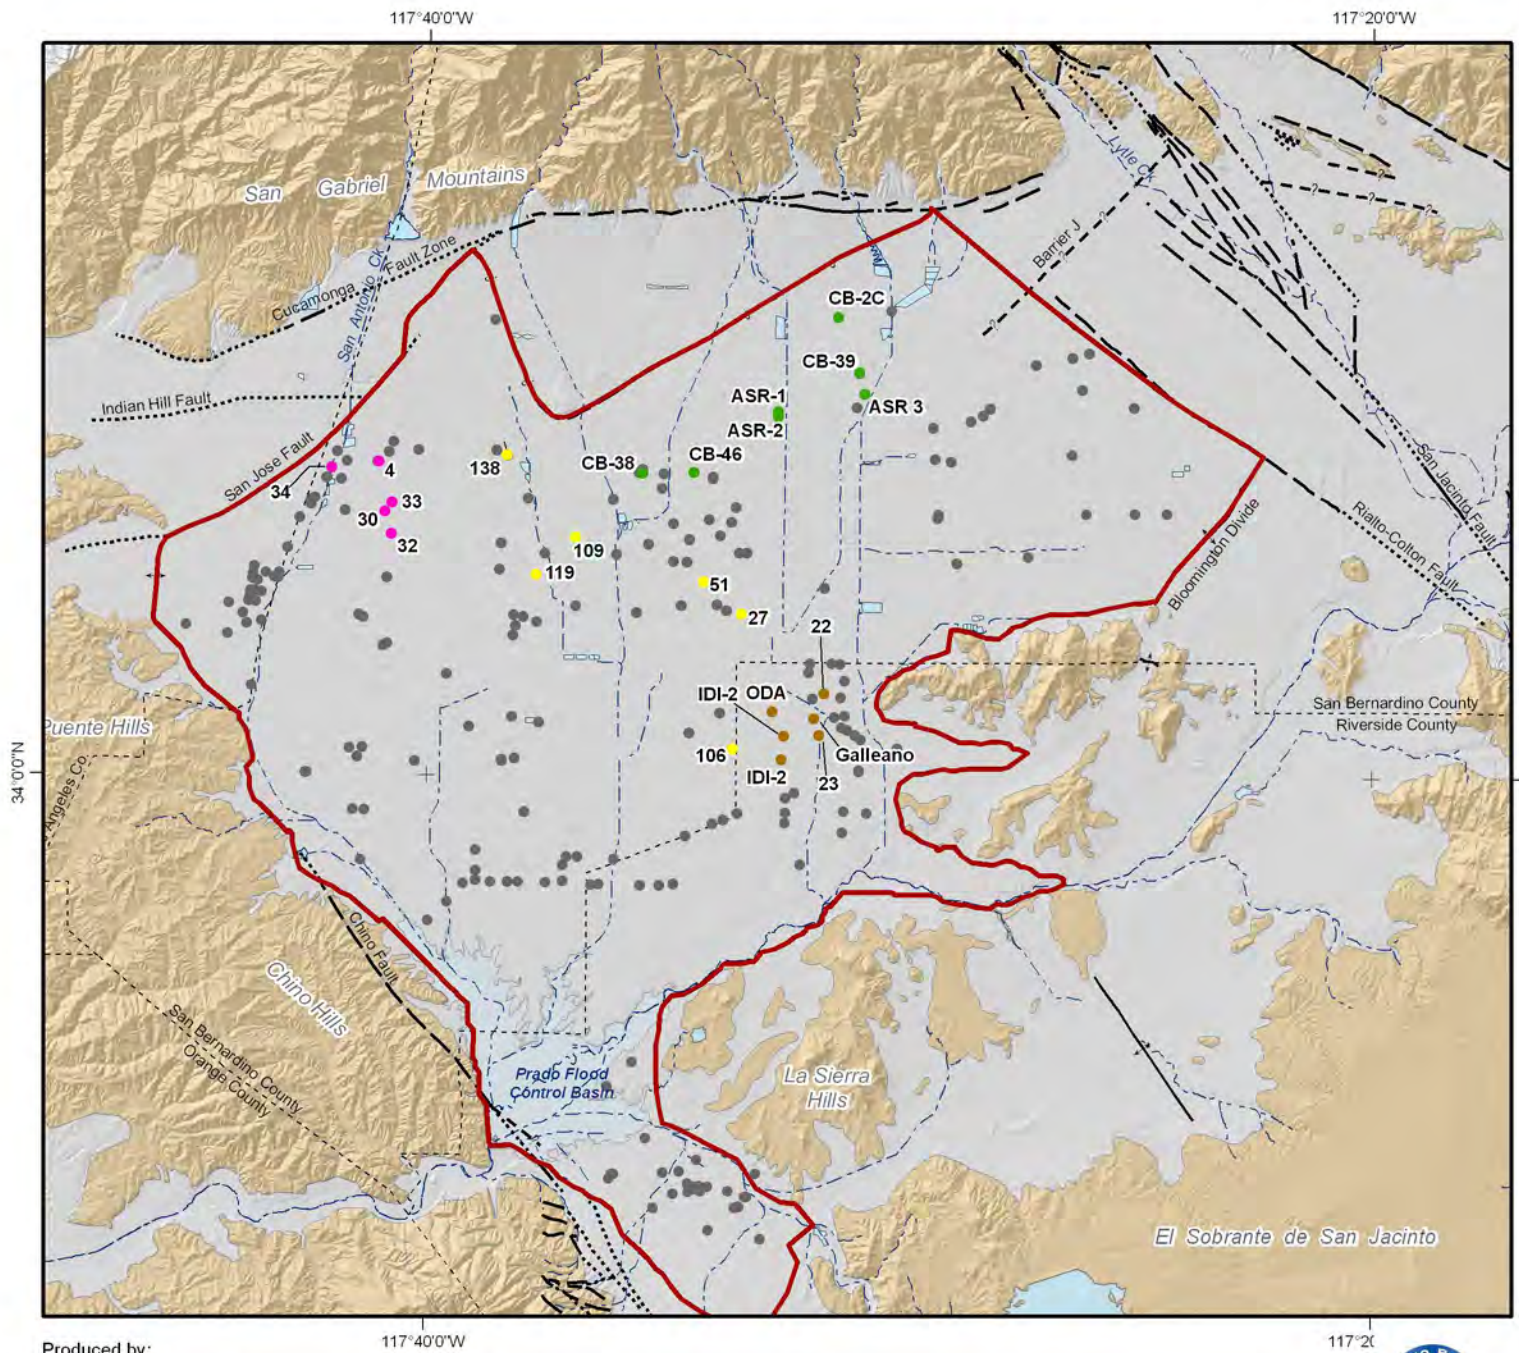 117°40'0"W
117°20'0"W
San Gabriel Mountains
Lytle Ck
Cucamonga Fault Zone
San Antonio Ck
Barrier J
?
?
?
?
?
?
CB-2C
Indian Hill Fault
CB-39
ASR-1
ASR 3
ASR-2
San Jose Fault
138
CB-38
CB-46
4
34
33
30
32
San Jacinto Fault
Rialto-Colton Fault
Bloomington Divide
109
119
51
27
22
IDI-2
ODA
San Bernardino County
Riverside County
Puente Hills
106
Galleano
IDI-2
23
34°0'0"N
Angeles Co.
Chino Fault
Chino Hills
San Bernardino County
Orange County
Prado Flood
Control Basin
La Sierra
Hills
El Sobrante de San Jacinto
117°40'0"W
117°20
Produced by: